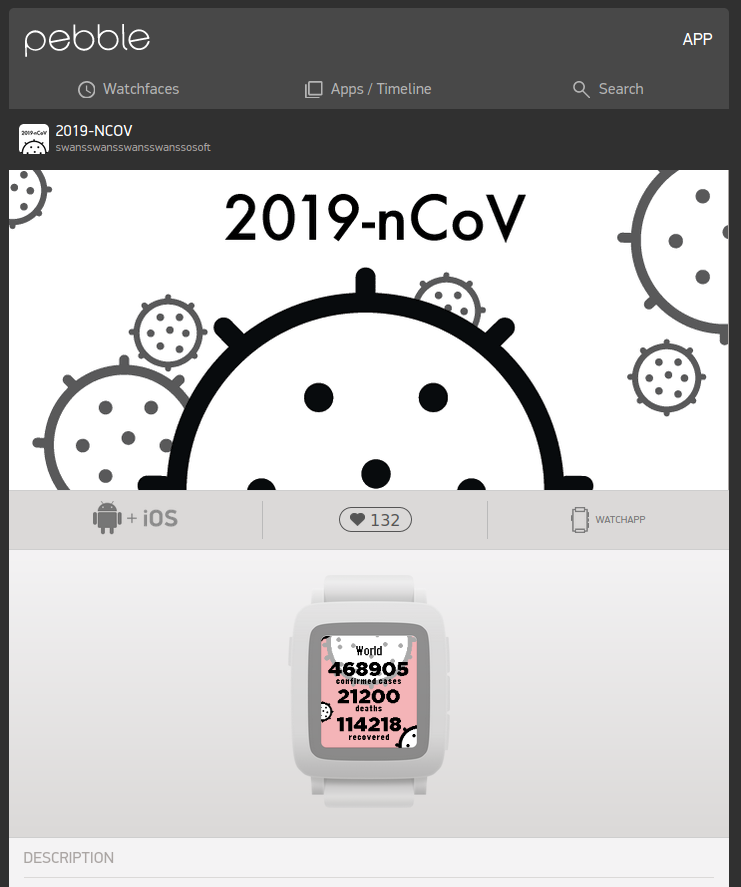 pebble
APP
Watchfaces
Apps / Timeline
Search
2019-nCoV
2019-NCOV
swansswansswansswanssosoft
2019-nCoV
+ iOS
132
WATCHAPP
World
468905
confirmed cases
21200
deaths
114218
recovered
DESCRIPTION